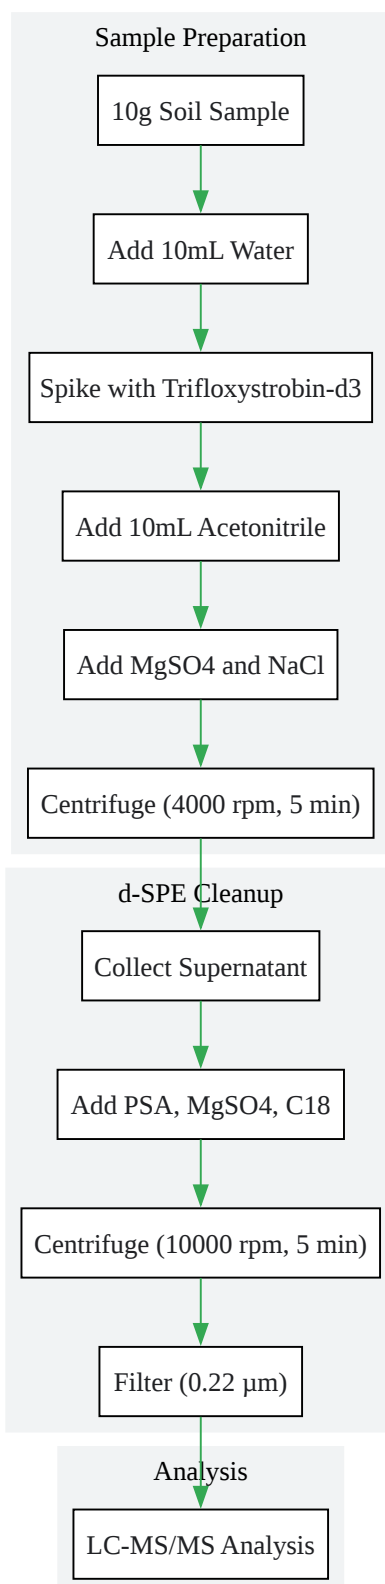 Sample Preparation
10g Soil Sample
Add 10mL Water
Spike with Trifloxystrobin-d3
Add 10mL Acetonitrile
Add MgSO4 and NaCl
Centrifuge (4000 rpm, 5 min)
d-SPE Cleanup
Collect Supernatant
Add PSA, MgSO4, C18
Centrifuge (10000 rpm, 5 min)
Filter (0.22 µm)
Analysis
LC-MS/MS Analysis